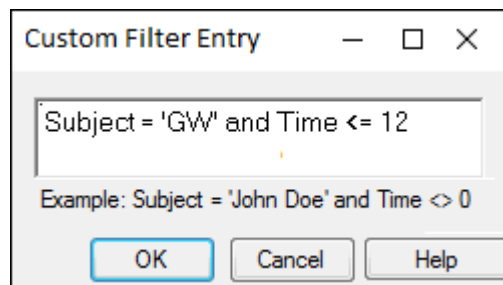 Custom Filter Entry
Subject = 'GW' and Time <= 12
Example: Subject = 'John Doe' and Time <> 0
OK Cancel Help